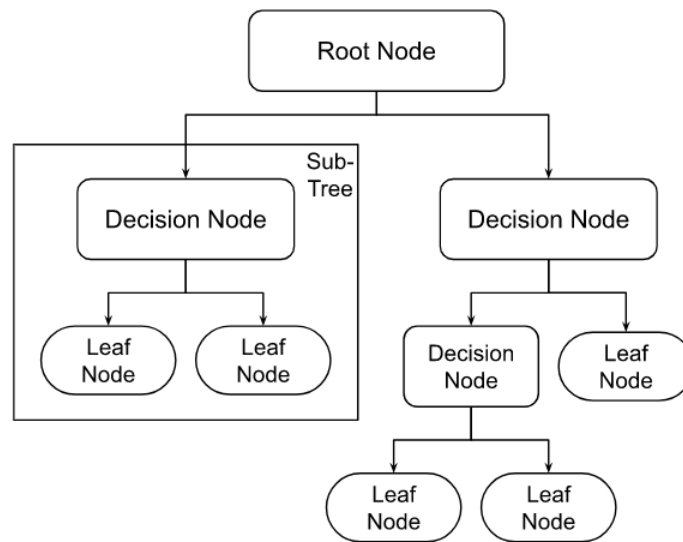 Root Node
Sub-
Tree
Decision Node
Decision Node
Leaf
Node
Leaf
Node
Decision
Node
Leaf
Node
Leaf
Node
Leaf
Node